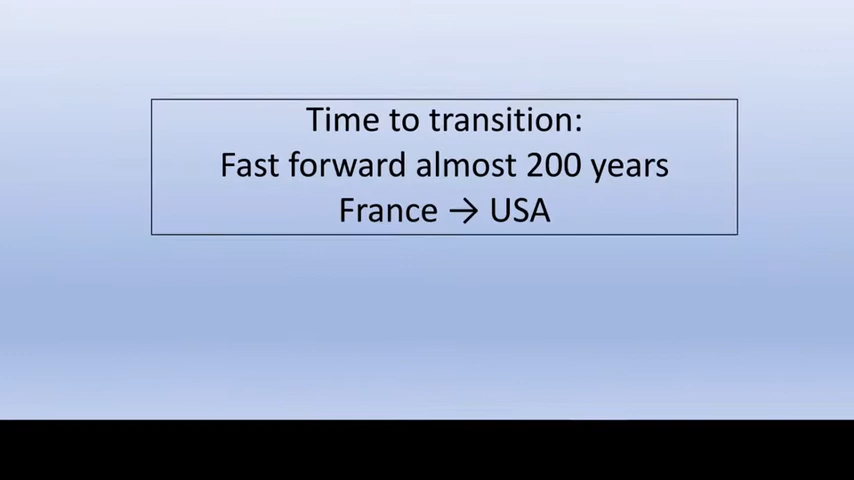 Time to transition:
Fast forward almost 200 years
France → USA